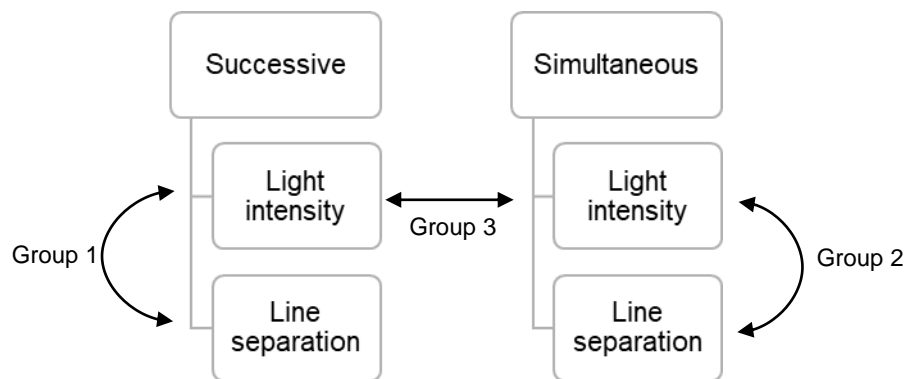 Successive
Simultaneous
Light
intensity
Light
intensity
Group 3
Group 1
Group 2
Line
separation
Line
separation